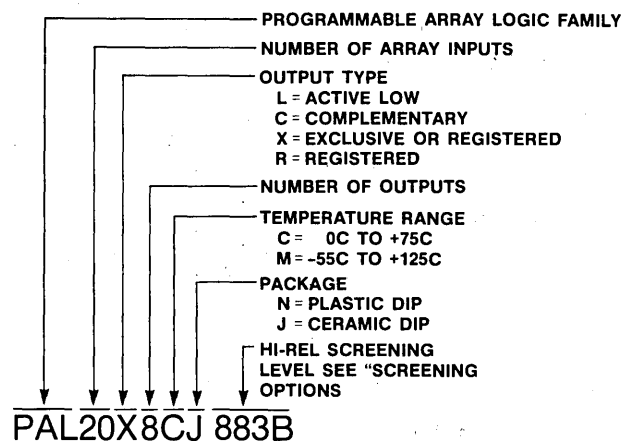 PROGRAMMABLE ARRAY LOGIC FAMILY
NUMBER OF ARRAY INPUTS
OUTPUT TYPE
L = ACTIVE LOW
C = COMPLEMENTARY
X = EXCLUSIVE OR REGISTERED
R = REGISTERED
NUMBER OF OUTPUTS
TEMPERATURE RANGE
C = 0C TO +75C
M = -55C TO +125C
PACKAGE
N = PLASTIC DIP
J = CERAMIC DIP
HI-REL SCREENING
LEVEL SEE "SCREENING
OPTIONS
PAL20X8CJ 883B